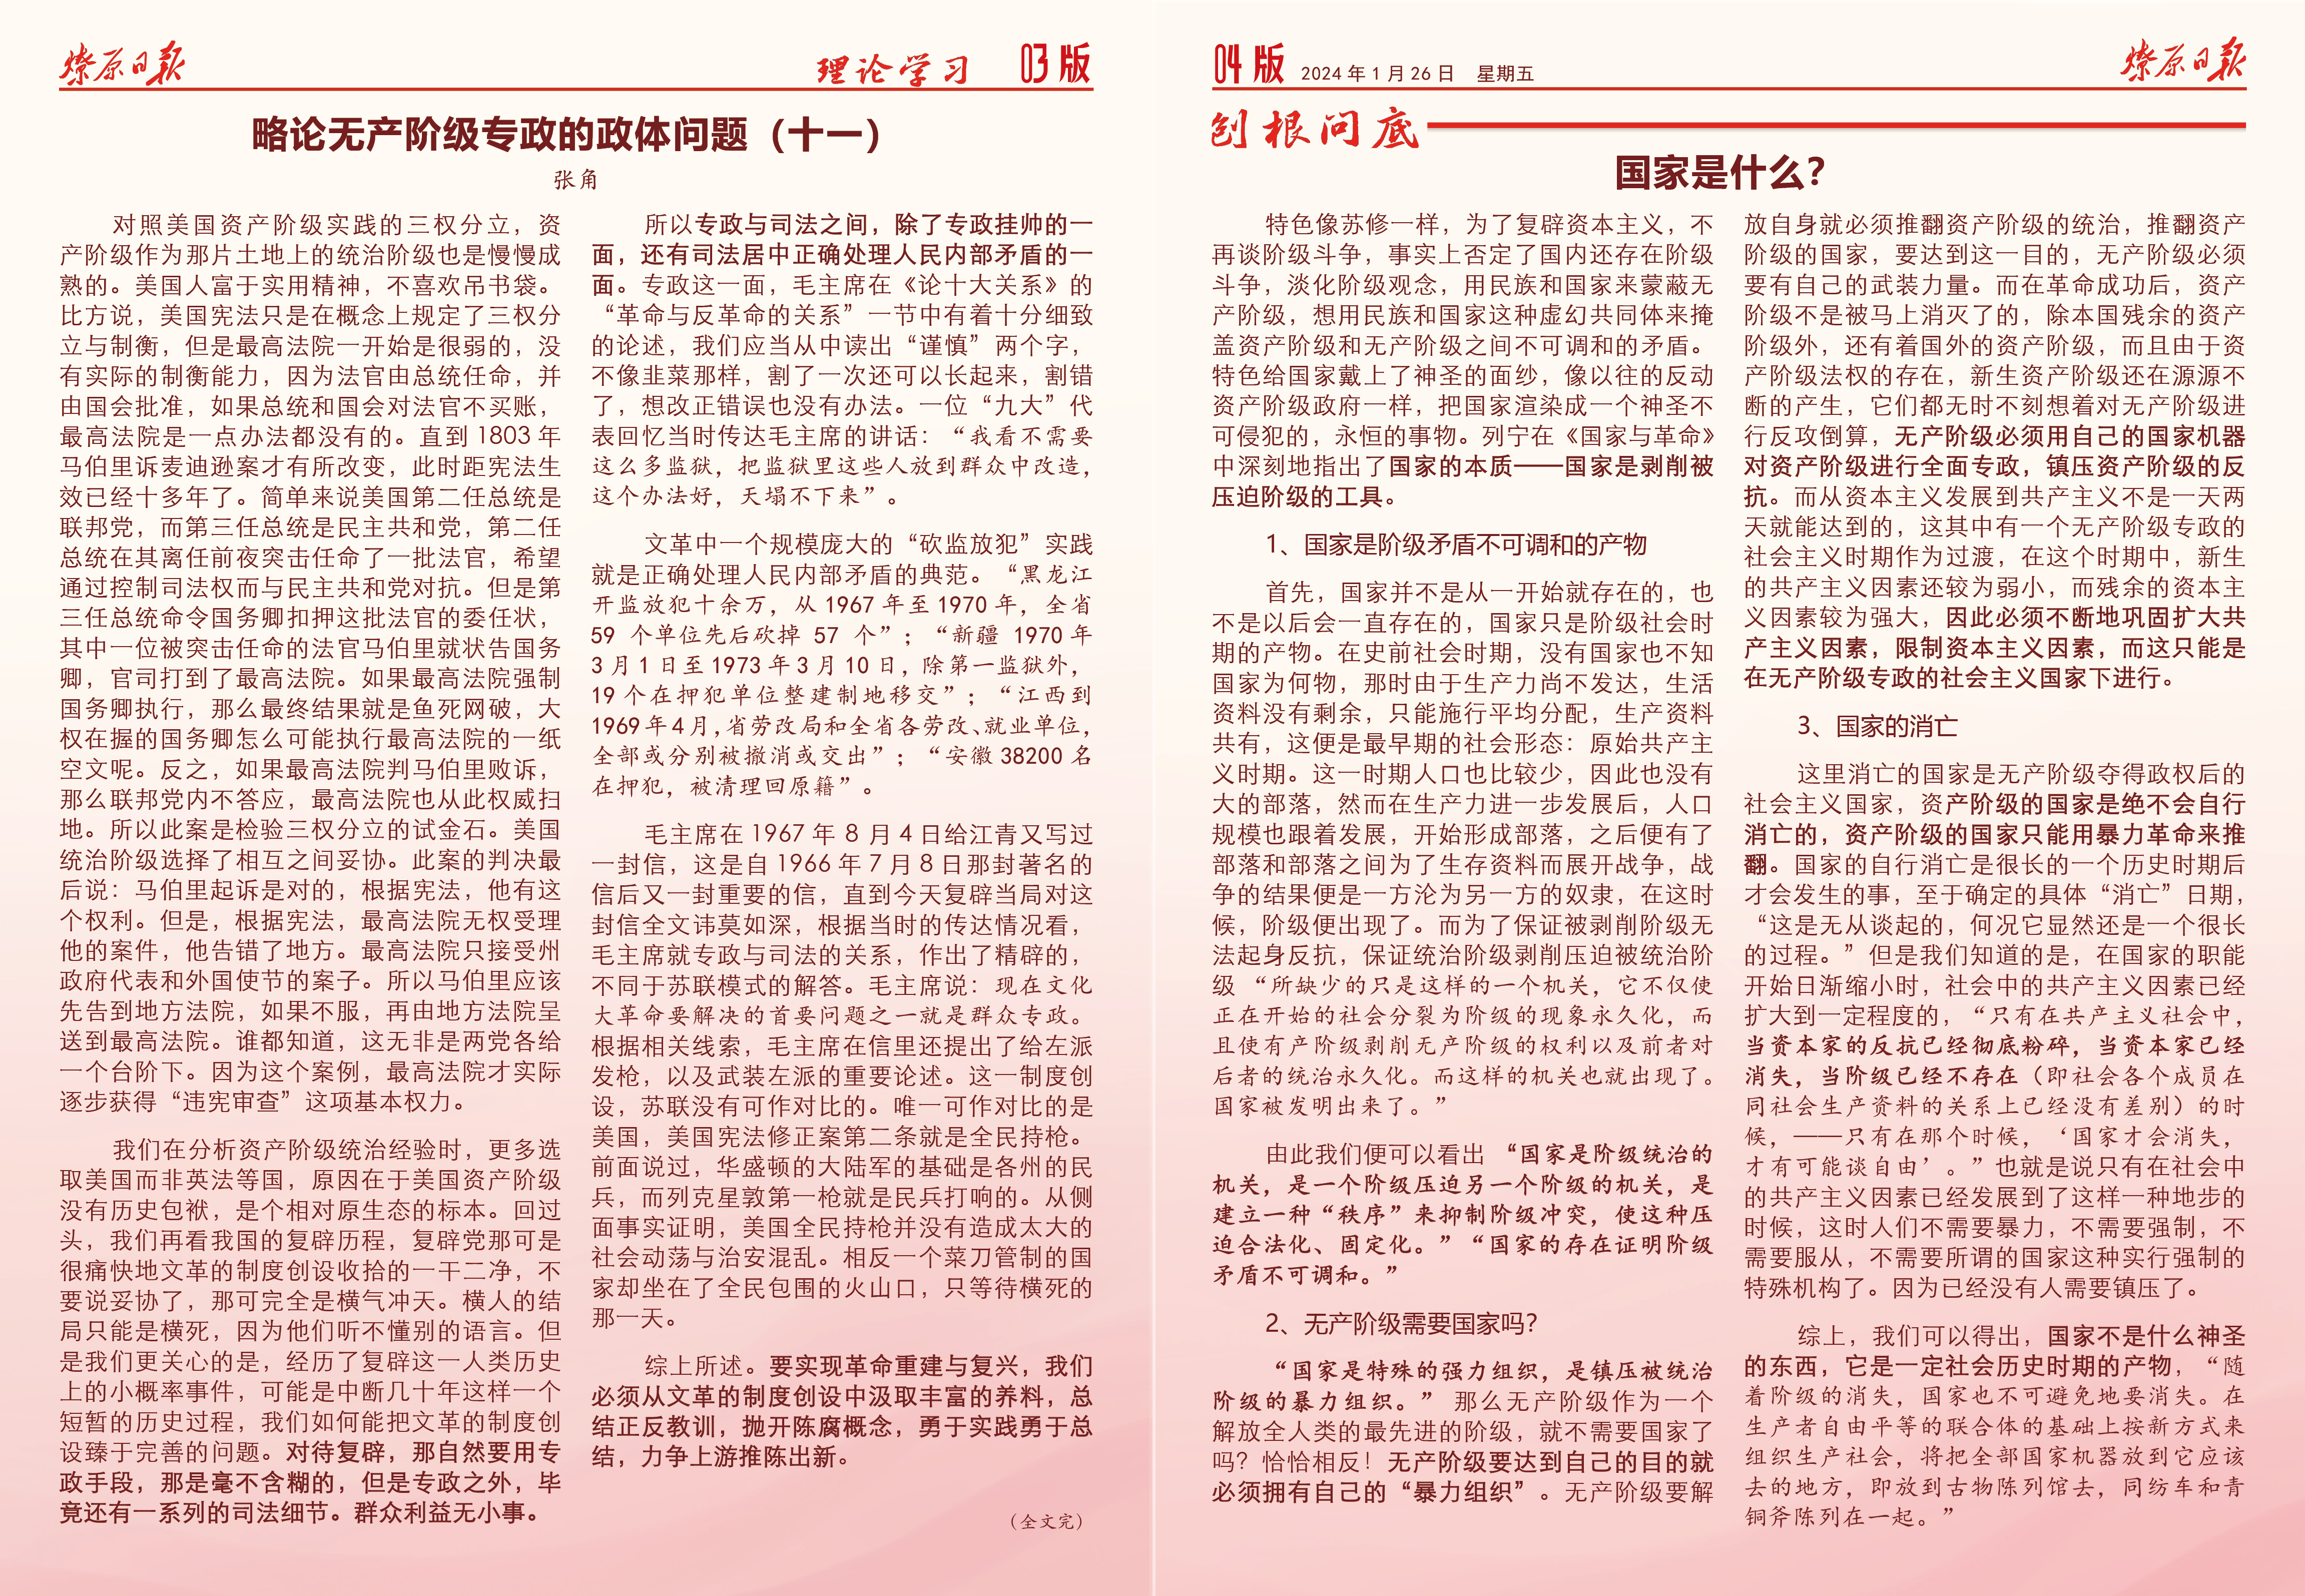 燎原日报
理论学习 03 版
略论无产阶级专政的政体问题（十一）
张角
对照美国资产阶级实践的三权分立，资
产阶级作为那片土地上的统治阶级也是慢慢成
熟的。美国人富于实用精神，不喜欢吊书袋。
比方说，美国宪法只是在概念上规定了三权分
立与制衡，但是最高法院一开始是很弱的，没
有实际的制衡能力，因为法官由总统任命，并
由国会批准，如果总统和国会对法官不买账，
最高法院是一点办法都没有的。直到 1803 年
马伯里诉麦迪逊案才有所改变，此时距宪法生
效已经十多年了。简单来说美国第二任总统是
联邦党，而第三任总统是民主共和党，第二任
总统在其离任前夜突击任命了一批法官，希望
通过控制司法权而与民主共和党对抗。但是第
三任总统命令国务卿扣押这批法官的委任状，
其中一位被突击任命的法官马伯里就状告国务
卿，官司打到了最高法院。如果最高法院强制
国务卿执行，那么最终结果就是鱼死网破，大
权在握的国务卿怎么可能执行最高法院的一纸
空文呢。反之，如果最高法院判马伯里败诉，
那么联邦党内不答应，最高法院也从此权威扫
地。所以此案是检验三权分立的试金石。美国
统治阶级选择了相互之间妥协。此案的判决最
后说：马伯里起诉是对的，根据宪法，他有这
个权利。但是，根据宪法，最高法院无权受理
他的案件，他告错了地方。最高法院只接受州
政府代表和外国使节的案子。所以马伯里应该
先告到地方法院，如果不服，再由地方法院呈
送到最高法院。谁都知道，这无非是两党各给
一个台阶下。因为这个案例，最高法院才实际
逐步获得“违宪审查”这项基本权力。
我们在分析资产阶级统治经验时，更多选
取美国而非英法等国，原因在于美国资产阶级
没有历史包袱，是个相对原生态的标本。回过
头，我们再看我国的复辟历程，复辟党那可是
很痛快地文革的制度创设收拾的一干二净，不
要说妥协了，那可完全是横气冲天。横人的结
局只能是横死，因为他们听不懂别的语言。但
是我们更关心的是，经历了复辟这一人类历史
上的小概率事件，可能是中断几十年这样一个
短暂的历史过程，我们如何能把文革的制度创
设臻于完善的问题。对待复辟，那自然要用专
政手段，那是毫不含糊的，但是专政之外，毕
竟还有一系列的司法细节。群众利益无小事。
所以专政与司法之间，除了专政挂帅的一
面，还有司法居中正确处理人民内部矛盾的一
面。专政这一面，毛主席在《论十大关系》的
“革命与反革命的关系”一节中有着十分细致
的论述，我们应当从中读出“谨慎”两个字，
不像韭菜那样，割了一次还可以长起来，割错
了，想改正错误也没有办法。一位“九大”代
表回忆当时传达毛主席的讲话：“我看不需要
这么多监狱，把监狱里这些人放到群众中改造，
这个办法好，天塌不下来”。
文革中一个规模庞大的“砍监放犯”实践
就是正确处理人民内部矛盾的典范。“黑龙江
开监放犯十余万，从 1967 年至 1970 年，全省
59 个单位先后砍掉 57 个”；“新疆 1970 年
3 月 1 日至 1973 年 3 月 10 日，除第一监狱外，
19 个在押犯单位整建制地移交”；“江西到
1969 年 4 月，省劳改局和全省各劳改、就业单位，
全部或分别被撤消或交出”；“安徽 38200 名
在押犯，被清理回原籍”。
毛主席在 1967 年 8 月 4 日给江青又写过
一封信，这是自 1966 年 7 月 8 日那封著名的
信后又一封重要的信，直到今天复辟当局对这
封信全文讳莫如深，根据当时的传达情况看，
毛主席就专政与司法的关系，作出了精辟的，
不同于苏联模式的解答。毛主席说：现在文化
大革命要解决的首要问题之一就是群众专政。
根据相关线索，毛主席在信里还提出了给左派
发枪，以及武装左派的重要论述。这一制度创
设，苏联没有可作对比的。唯一可作对比的是
美国，美国宪法修正案第二条就是全民持枪。
前面说过，华盛顿的大陆军的基础是各州的民
兵，而列克星敦第一枪就是民兵打响的。从侧
面事实证明，美国全民持枪并没有造成太大的
社会动荡与治安混乱。相反一个菜刀管制的国
家却坐在了全民包围的火山口，只等待横死的
那一天。
综上所述。要实现革命重建与复兴，我们
必须从文革的制度创设中汲取丰富的养料，总
结正反教训，抛开陈腐概念，勇于实践勇于总
结，力争上游推陈出新。
（全文完）
04 版 2024 年 1 月 26 日 星期五
燎原日报
刨根问底
国家是什么？
特色像苏修一样，为了复辟资本主义，不
再谈阶级斗争，事实上否定了国内还存在阶级
斗争，淡化阶级观念，用民族和国家来蒙蔽无
产阶级，想用民族和国家这种虚幻共同体来掩
盖资产阶级和无产阶级之间不可调和的矛盾。
特色给国家戴上了神圣的面纱，像以往的反动
资产阶级政府一样，把国家渲染成一个神圣不
可侵犯的，永恒的事物。列宁在《国家与革命》
中深刻地指出了国家的本质——国家是剥削被
压迫阶级的工具。
1、国家是阶级矛盾不可调和的产物
首先，国家并不是从一开始就存在的，也
不是以后会一直存在的，国家只是阶级社会时
期的产物。在史前社会时期，没有国家也不知
国家为何物，那时由于生产力尚不发达，生活
资料没有剩余，只能施行平均分配，生产资料
共有，这便是最早期的社会形态：原始共产主
义时期。这一时期人口也比较少，因此也没有
大的部落，然而在生产力进一步发展后，人口
规模也跟着发展，开始形成部落，之后便有了
部落和部落之间为了生存资料而展开战争，战
争的结果便是一方沦为另一方的奴隶，在这时
候，阶级便出现了。而为了保证被剥削阶级无
法起身反抗，保证统治阶级剥削压迫被统治阶
级“所缺少的只是这样的一个机关，它不仅使
正在开始的社会分裂为阶级的现象永久化，而
且使有产阶级剥削无产阶级的权利以及前者对
后者的统治永久化。而这样的机关也就出现了。
国家被发明出来了。”
由此我们便可以看出“国家是阶级统治的
机关，是一个阶级压迫另一个阶级的机关，是
建立一种“秩序”来抑制阶级冲突，使这种压
迫合法化、固定化。”“国家的存在证明阶级
矛盾不可调和。”
2、无产阶级需要国家吗？
“国家是特殊的强力组织，是镇压被统治
阶级的暴力组织。”那么无产阶级作为一个
解放全人类的最先进的阶级，就不需要国家了
吗？恰恰相反！无产阶级要达到自己的目的就
必须拥有自己的“暴力组织”。无产阶级要解
放自身就必须推翻资产阶级的统治，推翻资产
阶级的国家，要达到这一目的，无产阶级必须
要有自己的武装力量。而在革命成功后，资产
阶级不是被马上消灭了的，除本国残余的资产
阶级外，还有着国外的资产阶级，而且由于资
产阶级法权的存在，新生资产阶级还在源源不
断的产生，它们都无时不刻想着对无产阶级进
行反攻倒算，无产阶级必须用自己的国家机器
对资产阶级进行全面专政，镇压资产阶级的反
抗。而从资本主义发展到共产主义不是一天两
天就能达到的，这其中有一个无产阶级专政的
社会主义时期作为过渡，在这个时期中，新生
的共产主义因素还较为弱小，而残余的资本主
义因素较为强大，因此必须不断地巩固扩大共
产主义因素，限制资本主义因素，而这只能是
在无产阶级专政的社会主义国家下进行。
3、国家的消亡
这里消亡的国家是无产阶级夺得政权后的
社会主义国家，资产阶级的国家是绝不会自行
消亡的，资产阶级的国家只能用暴力革命来推
翻。国家的自行消亡是很长的一个历史时期后
才会发生的事，至于确定的具体“消亡”日期，
“这是无从谈起的，何况它显然还是一个很长
的过程。”但是我们知道的是，在国家的职能
开始日渐缩小时，社会中的共产主义因素已经
扩大到一定程度的，“只有在共产主义社会中，
当资本家的反抗已经彻底粉碎，当资本家已经
消失，当阶级已经不存在（即社会各个成员在
同社会生产资料的关系上已经没有差别）的时
候，——只有在那个时候，‘国家才会消失，
才有可能谈自由’。”也就是说只有在社会中
的共产主义因素已经发展到了这样一种地步的
时候，这时人们不需要暴力，不需要强制，不
需要服从，不需要所谓的国家这种实行强制的
特殊机构了。因为已经没有人需要镇压了。
综上，我们可以得出，国家不是什么神圣
的东西，它是一定社会历史时期的产物，“随
着阶级的消失，国家也不可避免地要消失。在
生产者自由平等的联合体的基础上按新方式来
组织生产社会，将把全部国家机器放到它应该
去的地方，即放到古物陈列馆去，同纺车和青
铜斧陈列在一起。”